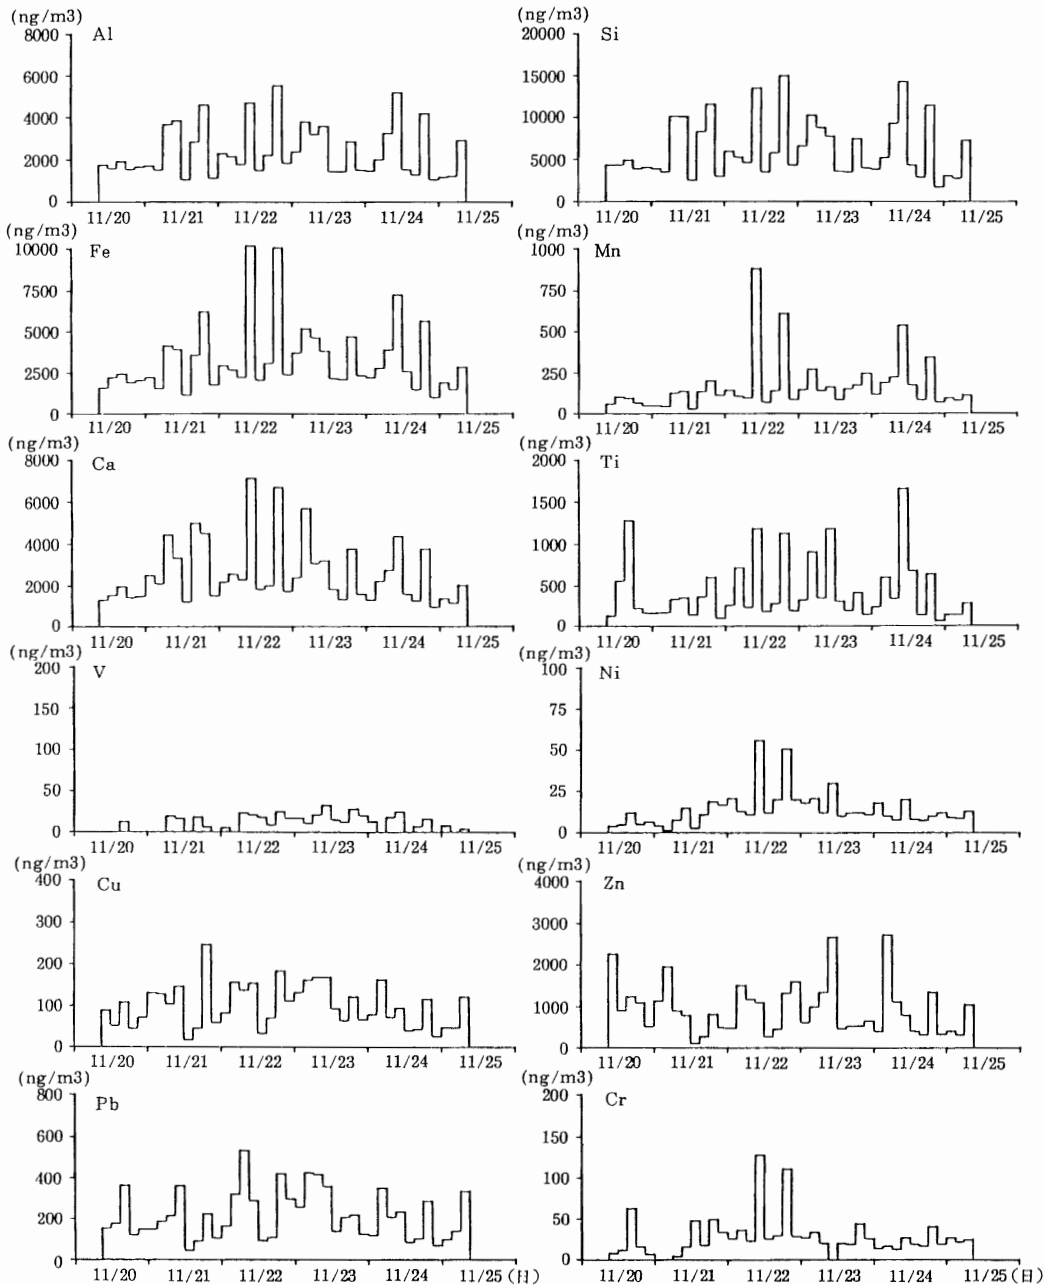 (ng/m3) (ng/m3)
8000 Al 20000 Si
6000 15000
4000 10000
2000 5000
0 0
11/20 11/21 11/22 11/23 11/24 11/25 11/20 11/21 11/22 11/23 11/24 11/25
(ng/m3) (ng/m3)
10000 Fe 1000 Mn
7500 750
5000 500
2500 250
0 0
11/20 11/21 11/22 11/23 11/24 11/25 11/20 11/21 11/22 11/23 11/24 11/25
(ng/m3) (ng/m3)
8000 Ca 2000 Ti
6000 1500
4000 1000
2000 500
0 0
11/20 11/21 11/22 11/23 11/24 11/25 11/20 11/21 11/22 11/23 11/24 11/25
(ng/m3) (ng/m3)
200 V 100 Ni
150 75
100 50
50 25
0 0
11/20 11/21 11/22 11/23 11/24 11/25 11/20 11/21 11/22 11/23 11/24 11/25
(ng/m3) (ng/m3)
400 Cu 4000 Zn
300 3000
200 2000
100 1000
0 0
11/20 11/21 11/22 11/23 11/24 11/25 11/20 11/21 11/22 11/23 11/24 11/25
(ng/m3) (ng/m3)
800 Pb 200 Cr
600 150
400 100
200 50
0 0
11/20 11/21 11/22 11/23 11/24 11/25(日) 11/20 11/21 11/22 11/23 11/24 11/25(日)